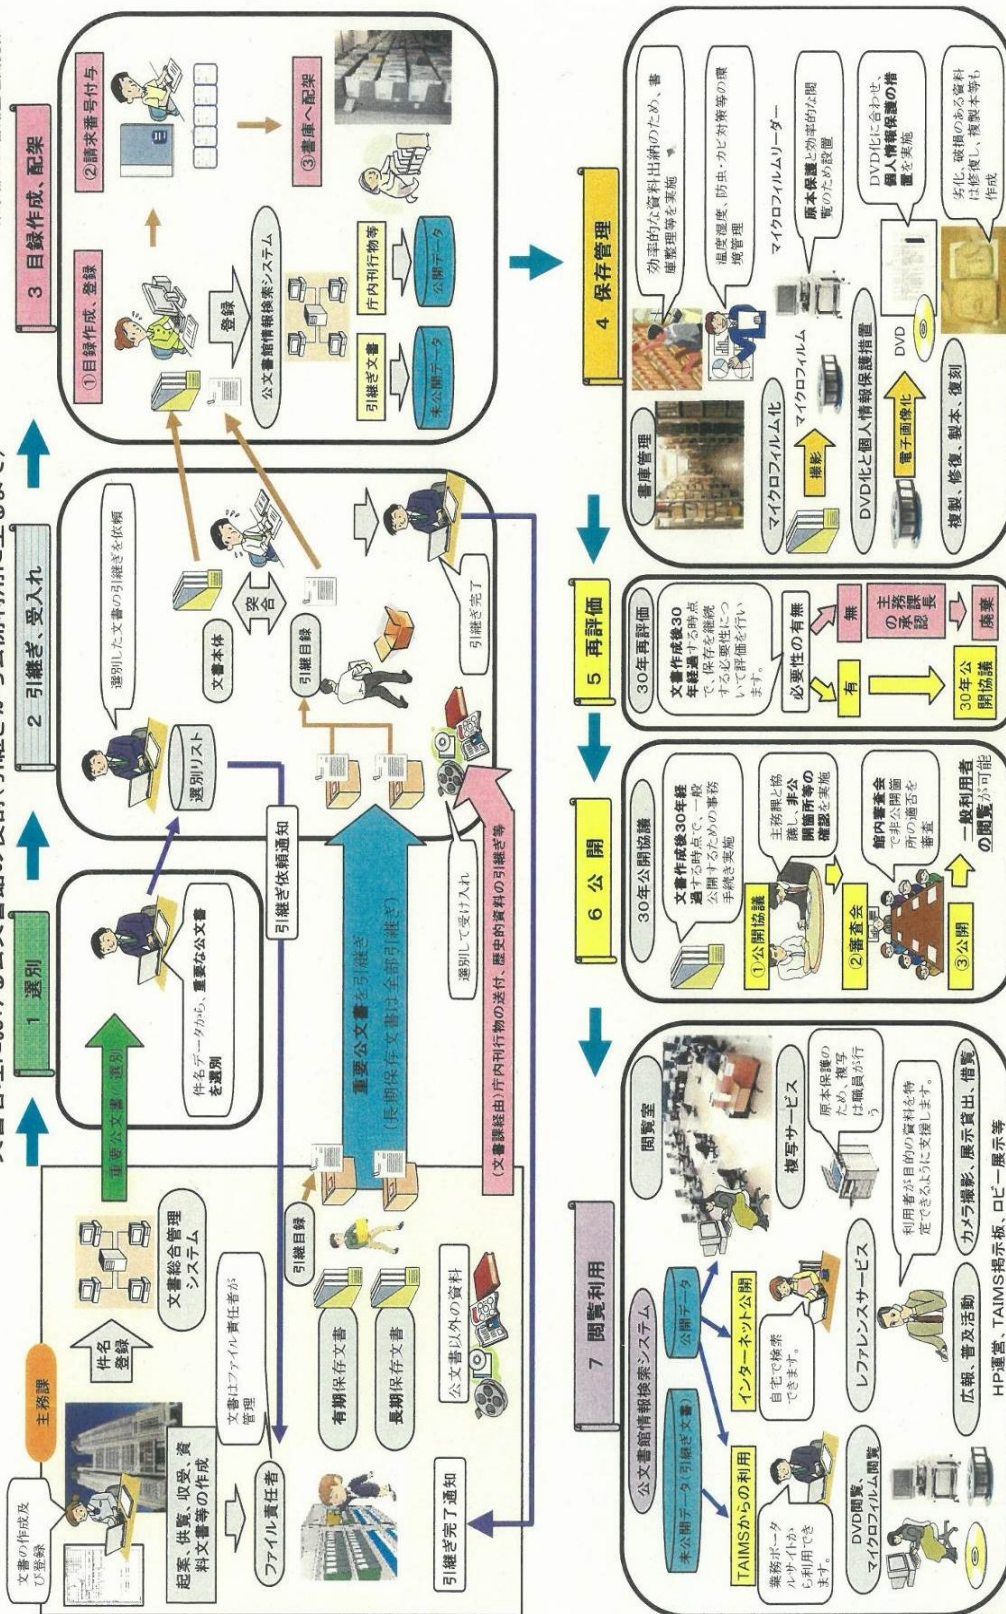 主務課
文書の作成及
び登録
起案、供覧、収受、資
料文書等の作成
件名
登録
文書総合管理
システム
ファイル責任者
文書はファイル責任者が
管理
有期保存文書
長期保存文書
引継目録
公文書以外の資料
引継ぎ完了通知
重要公文書の選別
1 選別
件名データから、重要な公文書
を選別
引継ぎ依頼通知
重要公文書を引継ぎ
(長期保存文書は全部引継ぎ)
(文書課経由)庁内刊行物の送付、歴史的資料の引継ぎ等
選別して受け入れ
2 引継ぎ、受入れ
選別した文書の引継ぎを依頼
選別リスト
文書本体
突合
引継目録
引継ぎ完了
3 目録作成、配架
①目録作成、登録
②請求番号付与
登録
公文書館情報検索システム
③書庫へ配架
引継ぎ文書
庁内刊行物等
未公開データ
公開データ
4 保存管理
書庫管理
効率的な資料出納のため、書
庫整理等を実施
温度湿度、防虫・カビ対策等の環
境管理
マイクロフィルム化
撮影
マイクロフィルム
マイクロフィルムリーダー
原本保護と効率的な閲
覧のため設置
DVD化と個人情報保護措置
電子画像化
DVD
DVD化に合わせ、
個人情報保護の措
置を実施
複製、修復、製本、復刻
劣化、破損のある資料
は修復し、複製本等も
作成
5 再評価
30年再評価
文書作成後30
年経過する時点
で、保存を継続
する必要性につ
いて評価を行い
ます。
必要性の有無
有
無
主務課長
の承認
廃棄
30年公
開協議
6 公開
30年公開協議
文書作成後30年経
過する時点で、一般
公開するための事務
手続き実施
①公開協議
主務課と協
議し、非公
開箇所等の
確認を実施
②審査会
館内審査会
で非公開箇
所の適否を
審査
③公開
一般利用者
の閲覧が可能
7 閲覧利用
公文書館情報検索システム
未公開データ(引継ぎ文書)
公開データ
TAIMSからの利用
業務ポータ
ルサイトか
ら利用でき
ます。
インターネット公開
自宅で検索
できます。
閲覧室
複写サービス
原本保護の
ため、複写
は職員が行
う
DVD閲覧、
マイクロフィルム閲覧
レファレンスサービス
利用者が目的の資料を特
定できるように支援します。
広報、普及活動
カメラ撮影、展示貸出、借覧
HP運営、TAIMS掲示板、ロビー展示等